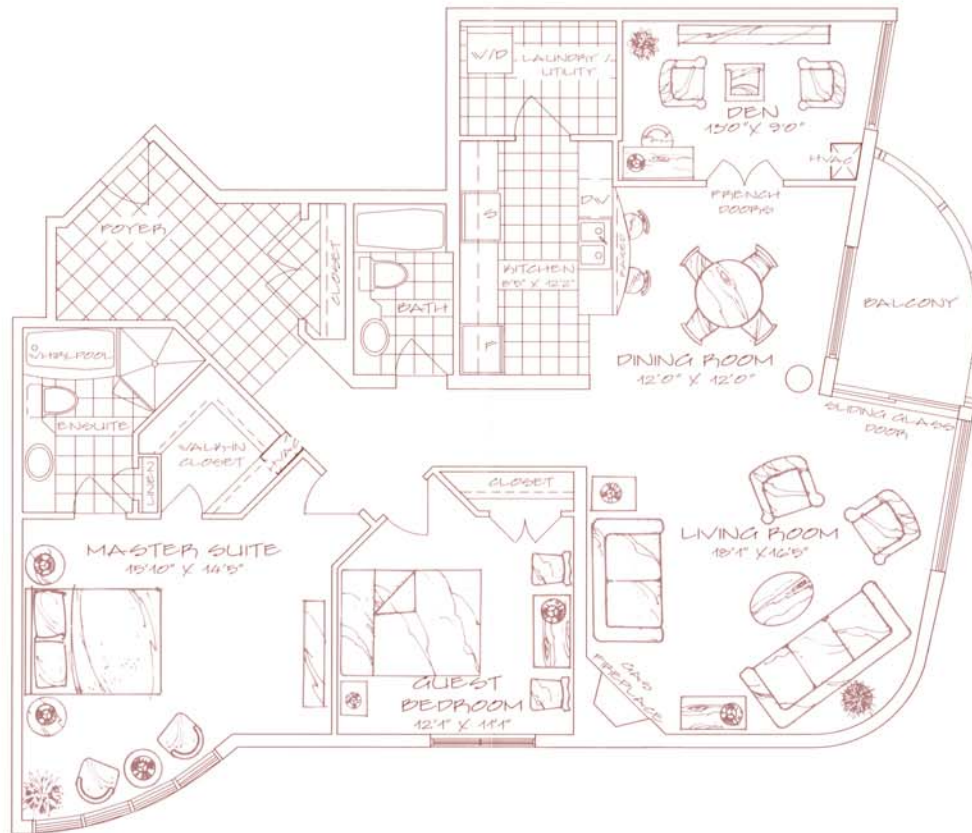 W/D
LAUNDRY /
UTILITY
DEN
13'0" X 9'0"
HVAC
FRENCH
DOORS
FOYER
CLOSET
BATH
S
DW
KITCHEN
8'5" X 12'2"
F
BALCONY
DINING ROOM
12'0" X 12'0"
SLIDING GLASS
DOOR
WHIRLPOOL
ENSUITE
WALK-IN
CLOSET
LINEN
HVAC
CLOSET
MASTER SUITE
15'10" X 14'5"
LIVING ROOM
18'1" X 16'5"
GUEST
BEDROOM
12'1" X 11'1"
GAS
FIREPLACE